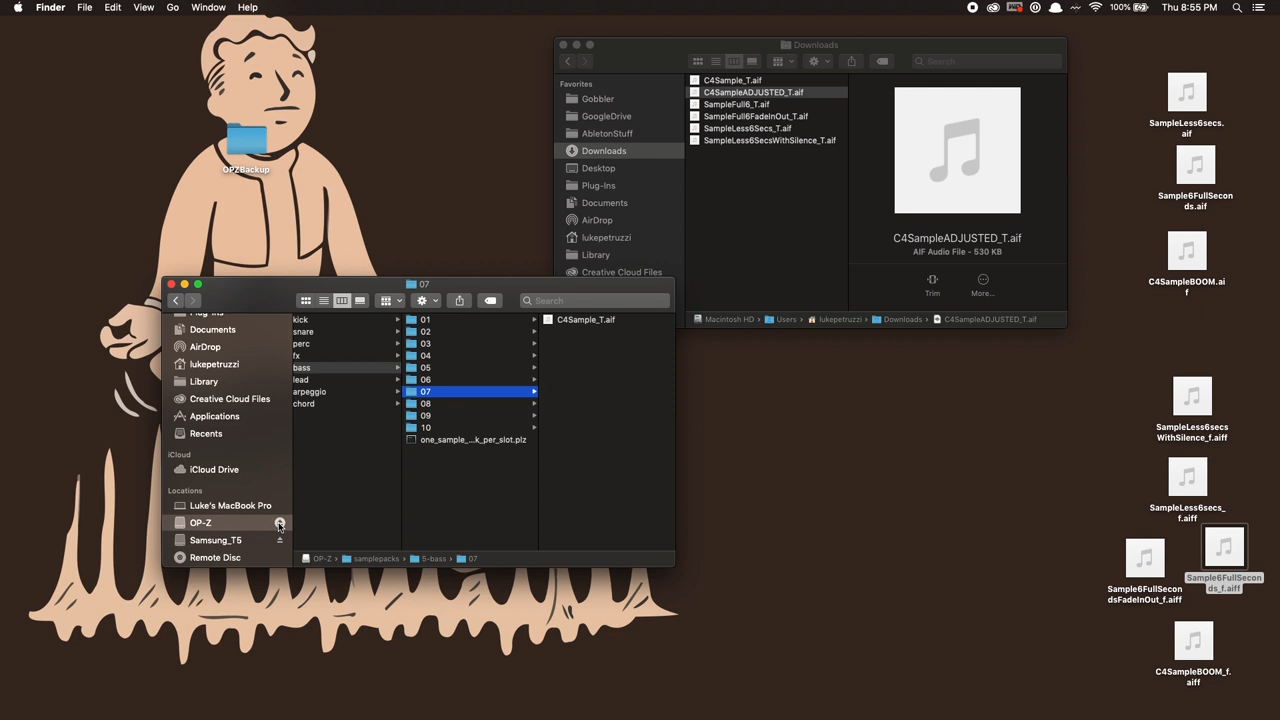 Finder File Edit View Go Window Help
100% Thu 8:55 PM
Downloads
Search
Favorites
Gobbler
GoogleDrive
AbletonStuff
Downloads
Desktop
Plug-Ins
Documents
AirDrop
lukepetruzzi
Library
Creative Cloud Files
C4Sample_T.aif
C4SampleADJUSTED_T.aif
SampleFull6_T.aif
SampleFull6FadeInOut_T.aif
SampleLess6Secs_T.aif
SampleLess6SecsWithSilence_T.aif
C4SampleADJUSTED_T.aif
AIF Audio File - 530 KB
Trim
More...
Macintosh HD › Users › lukepetruzzi › Downloads › C4SampleADJUSTED_T.aif
OPZBackup
07
Search
Plug-Ins
Documents
AirDrop
lukepetruzzi
Library
Creative Cloud Files
Applications
Recents
iCloud
iCloud Drive
Locations
Luke's MacBook Pro
OP-Z
Samsung_T5
Remote Disc
kick
snare
perc
fx
bass
lead
arpeggio
chord
01
02
03
04
05
06
07
08
09
10
one_sample_...k_per_slot.plz
C4Sample_T.aif
OP-Z › samplepacks › 5-bass › 07
SampleLess6secs.
aif
Sample6FullSecon
ds.aif
C4SampleBOOM.ai
f
SampleLess6secs
WithSilence_f.aiff
SampleLess6secs_
f.aiff
Sample6FullSecon
dsFadeInOut_f.aiff
Sample6FullSecon
ds_f.aiff
C4SampleBOOM_f.
aiff